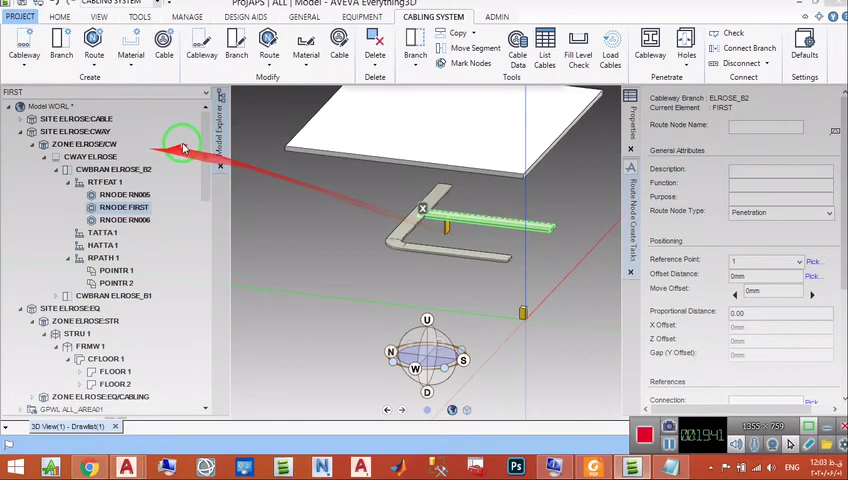 CABLING SYSTEM
ProjAPS | ALL | Model - AVEVA Everything3D
PROJECT HOME VIEW TOOLS MANAGE DESIGN AIDS GENERAL EQUIPMENT CABLING SYSTEM ADMIN
Cableway Branch Route Material Cable
Cableway Branch Material Cable
Delete
Branch
Copy
Move Segment
Mark Nodes
Cable Data
List Cables
Fill Level Check
Load Cables
Cableway Holes
Check
Connect Branch
Disconnect
Defaults
Create Modify Delete Tools Penetrate Settings
FIRST
Model WORL *
SITE ELROSE:CABLE
SITE ELROSE:CWAY
ZONE ELROSE/CW
CWAY ELROSE
CWBRAN ELROSE_B2
RTFEAT 1
RNODE RN005
RNODE FIRST
RNODE RN006
TATTA 1
HATTA 1
RPATH 1
POINTR 1
POINTR 2
CWBRAN ELROSE_B1
SITE ELROSE:EQ
ZONE ELROSE:STR
STRU 1
FRMW 1
CFLOOR 1
FLOOR 1
FLOOR 2
ZONE ELROSE:EQ/CABLING
GPWL ALL_AREA01
Model Explorer
X
U
N
S
W
D
Properties
Route Node Create Tasks
Cableway Branch : ELROSE_B2
Current Element : FIRST
Route Node Name:
General Attributes
Description:
Function:
Purpose:
Route Node Type: Penetration
Positioning
Reference Point: 1 Pick...
Offset Distance: 0mm Pick...
Move Offset: 0mm
Proportional Distance: 0.00
X Offset: 0mm
Z Offset: 0mm
Gap (Y Offset): 0mm
References
Connection: Pick...
3D View(1) - Drawlist(1)
1355 × 759
ENG
12:03 ق.ظ
٢٠٢٠/٠٦/٠١